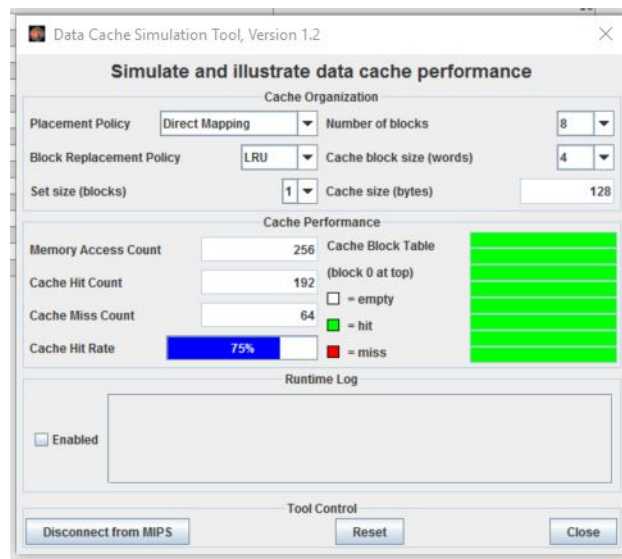 Data Cache Simulation Tool, Version 1.2
Simulate and illustrate data cache performance
Cache Organization
Placement Policy Direct Mapping Number of blocks 8
Block Replacement Policy LRU Cache block size (words) 4
Set size (blocks) 1 Cache size (bytes) 128
Cache Performance
Memory Access Count 256 Cache Block Table
Cache Hit Count 192 (block 0 at top)
= empty
Cache Miss Count 64 = hit
Cache Hit Rate 75% = miss
Runtime Log
Enabled
Tool Control
Disconnect from MIPS Reset Close